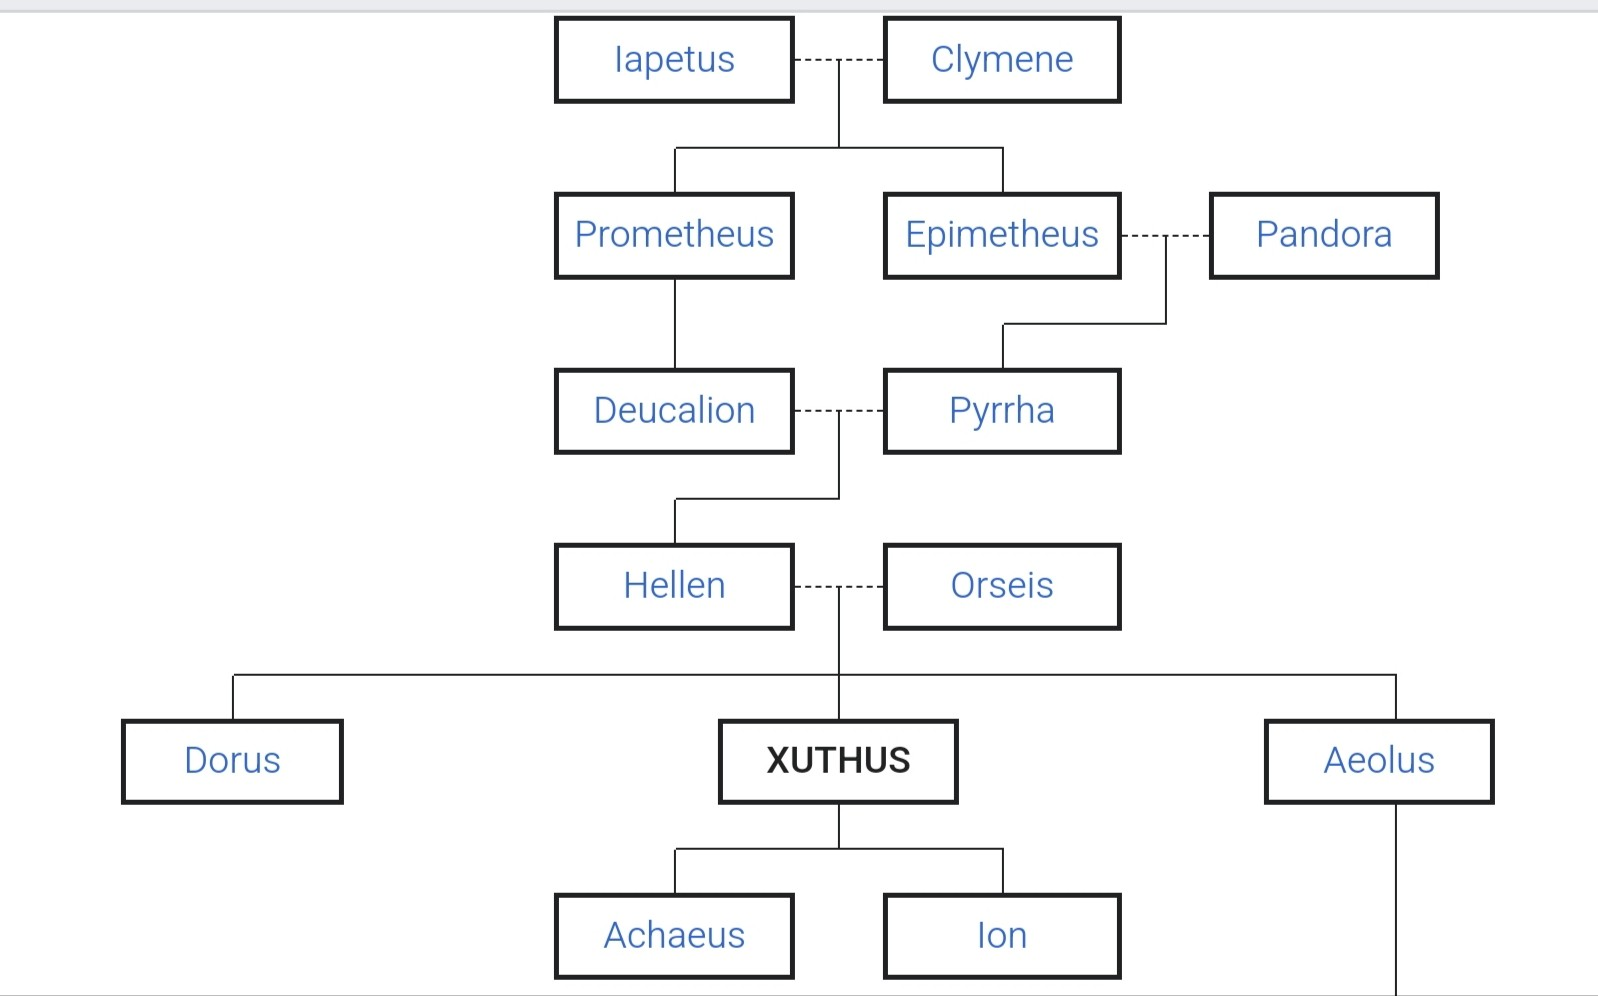 Iapetus
Clymene
Prometheus
Epimetheus
Pandora
Deucalion
Pyrrha
Hellen
Orseis
Dorus
XUTHUS
Aeolus
Achaeus
Ion